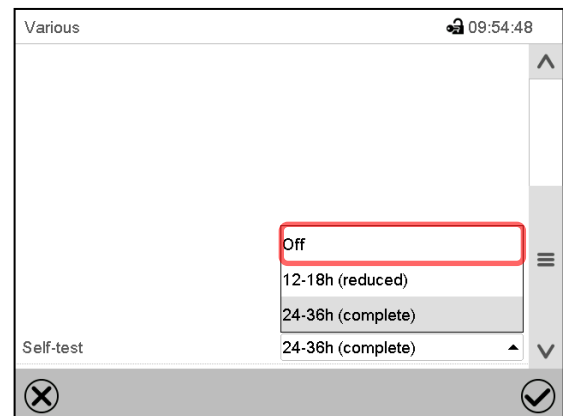 Various 09:54:48
Off
12-18h (reduced)
24-36h (complete)
Self-test 24-36h (complete)